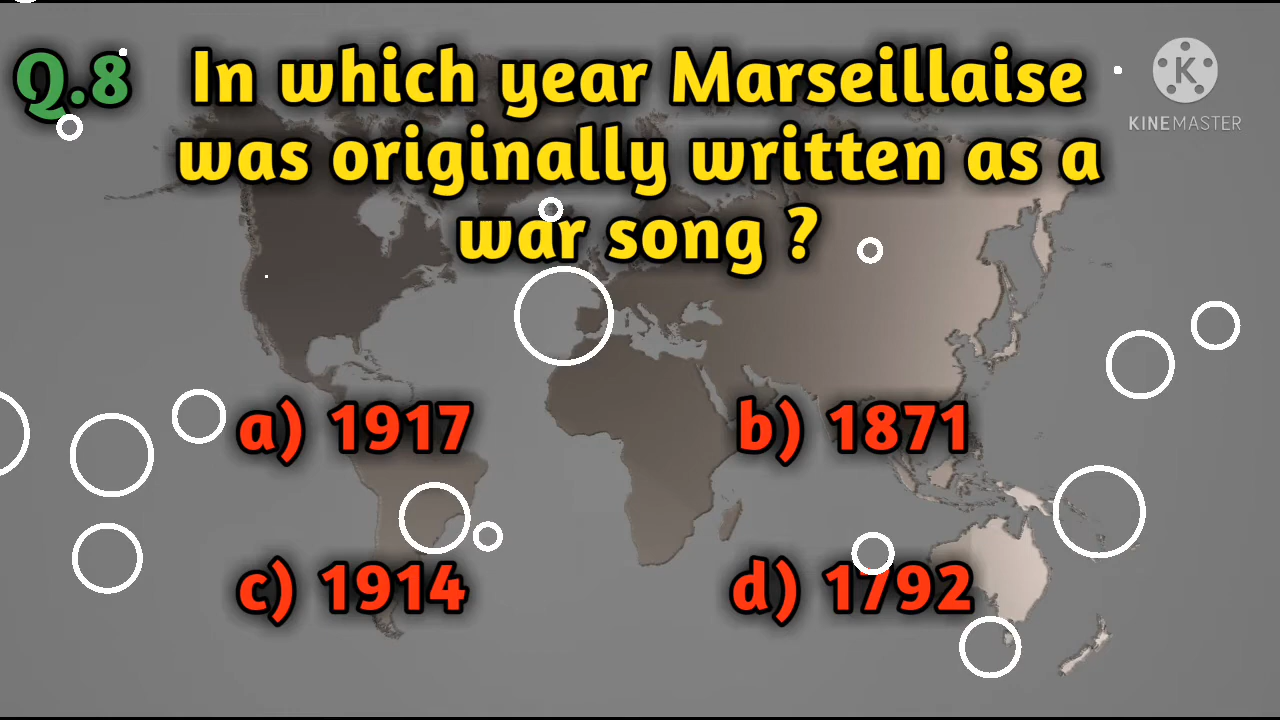 Q.8 In which year Marseillaise
was originally written as a
war song ?
a) 1917 b) 1871
c) 1914 d) 1792
K
KINEMASTER